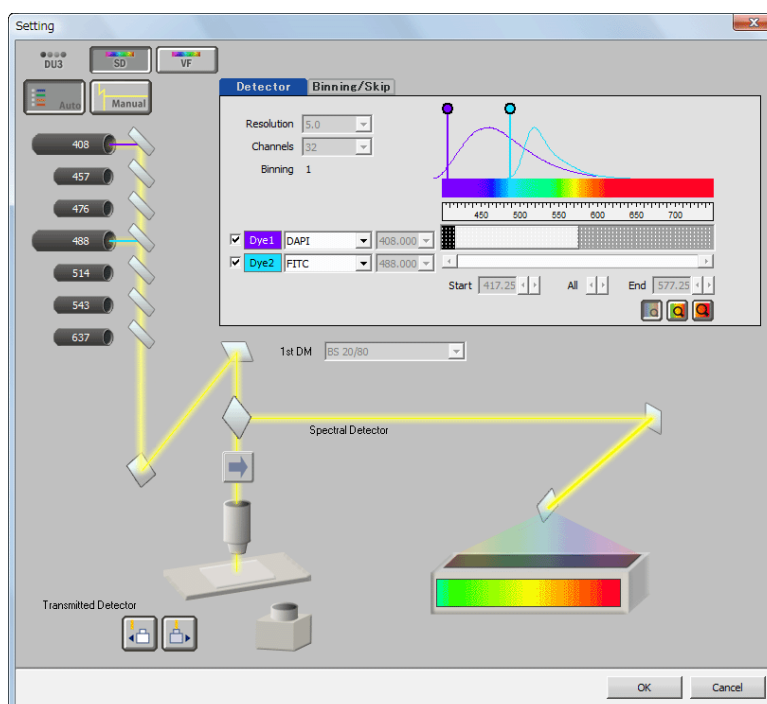 Setting
DU3 SD VF
Auto Manual
Detector Binning/Skip
Resolution 5.0
Channels 32
Binning 1
408
457
476
488
514
543
637
450 500 550 600 650 700
Dye1 DAPI 408.000
Dye2 FITC 488.000
Start 417.25 All End 577.25
1st DM BS 20/80
Spectral Detector
Transmitted Detector
OK Cancel